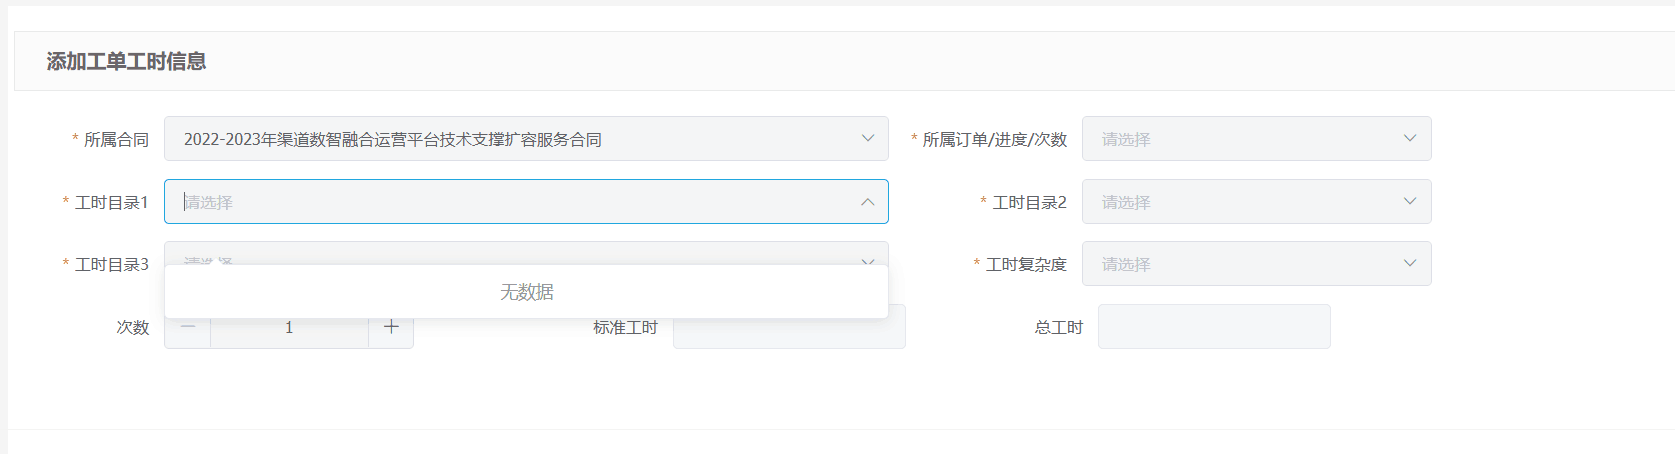 添加工单工时信息
* 所属合同 2022-2023年渠道数智融合运营平台技术支撑扩容服务合同 * 所属订单/进度/次数 请选择
* 工时目录1 请选择 * 工时目录2 请选择
* 工时目录3 请选择 * 工时复杂度 请选择
无数据
次数 1 标准工时 总工时